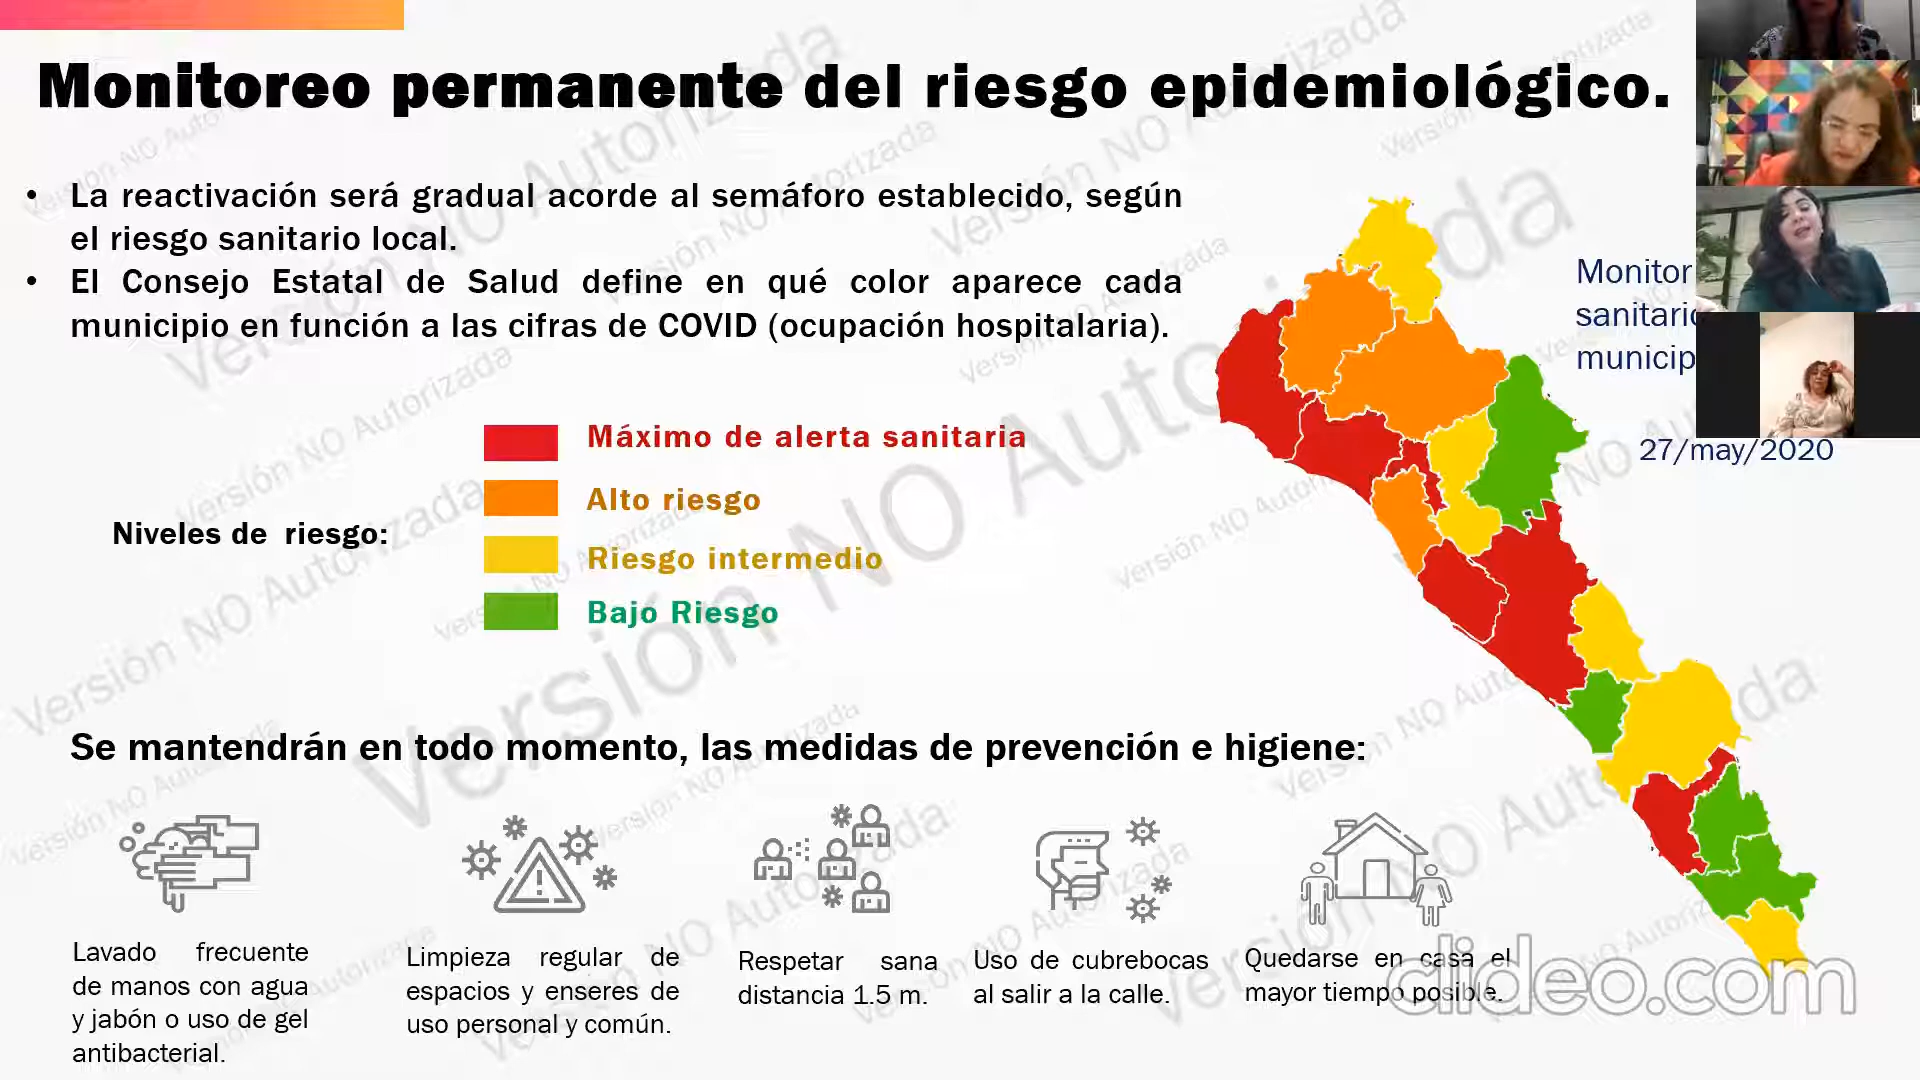 Monitoreo permanente del riesgo epidemiológico.
• La reactivación será gradual acorde al semáforo establecido, según
el riesgo sanitario local.
• El Consejo Estatal de Salud define en qué color aparece cada
municipio en función a las cifras de COVID (ocupación hospitalaria).
Monitor
sanitario
municip
27/may/2020
Niveles de riesgo:
Máximo de alerta sanitaria
Alto riesgo
Riesgo intermedio
Bajo Riesgo
Se mantendrán en todo momento, las medidas de prevención e higiene:
Lavado frecuente
de manos con agua
y jabón o uso de gel
antibacterial.
Limpieza regular de
espacios y enseres de
uso personal y común.
Respetar sana
distancia 1.5 m.
Uso de cubrebocas
al salir a la calle.
Quedarse en casa el
mayor tiempo posible.
Versión NO Autorizada
clideo.com